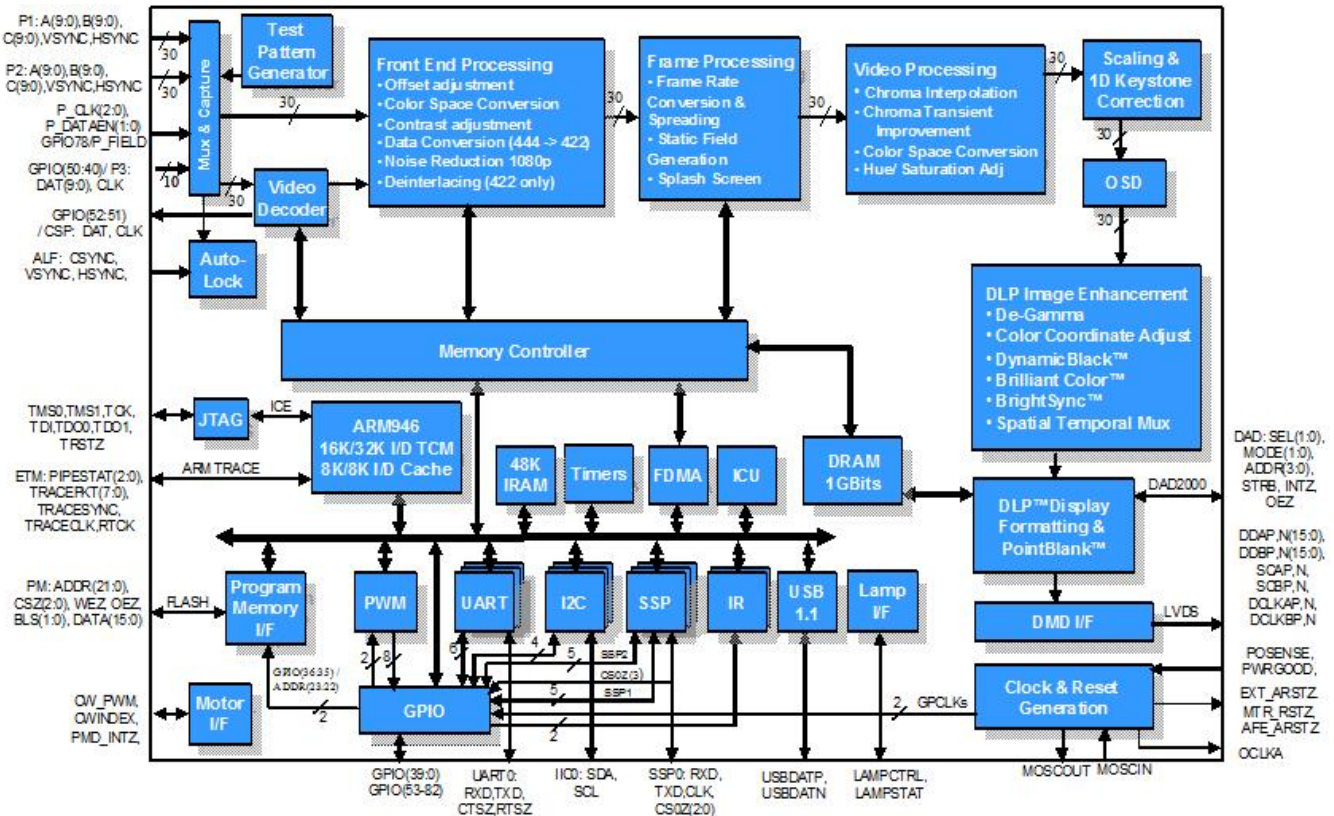 P1: A(9:0),B(9:0),
C(9:0),VSYNC,HSYNC
30
P2: A(9:0),B(9:0),
C(9:0),VSYNC,HSYNC
30
P_CLK(2:0),
P_DATAEN(1:0)
GPIO78/P_FIELD
GPIO(50:40)/ P3:
DAT(9:0), CLK
10
GPIO(52:51)
/ CSP: DAT, CLK
ALF: CSYNC,
VSYNC, HSYNC,
Mux & Capture
Test
Pattern
Generator
30
30
Video
Decoder
Auto-
Lock
Front End Processing
• Offset adjustment
• Color Space Conversion
• Contrast adjustment
• Data Conversion (444 -> 422)
• Noise Reduction 1080p
• Deinterlacing (422 only)
30
Frame Processing
• Frame Rate
Conversion &
Spreading
• Static Field
Generation
• Splash Screen
30
Video Processing
• Chroma Interpolation
• Chroma Transient
Improvement
• Color Space Conversion
• Hue/ Saturation Adj
30
Scaling &
1D Keystone
Correction
30
OSD
30
DLP Image Enhancement
• De-Gamma
• Color Coordinate Adjust
• DynamicBlack™
• Brilliant Color™
• BrightSync™
• Spatial Temporal Mux
Memory Controller
TMS0,TMS1,TCK,
TDI,TDO0,TDO1,
TRSTZ
JTAG
ICE
ARM946
16K/32K I/D TCM
8K/8K I/D Cache
ETM: PIPESTAT(2:0),
TRACEPKT(7:0),
TRACESYNC,
TRACECLK,RTCK
ARM TRACE
48K
IRAM
Timers
FDMA
ICU
DRAM
1GBits
DLP™Display
Formatting &
PointBlank™
DAD2000
DAD: SEL(1:0),
MODE(1:0),
ADDR(3:0),
STRB, INTZ,
OEZ
DDAP,N(15:0),
DDBP,N(15:0),
SCAP,N,
SCBP,N,
DCLKAP,N,
DCLKBP,N
PM: ADDR(21:0),
CSZ(2:0), WEZ, OEZ,
BLS(1:0), DATA(15:0)
FLASH
Program
Memory
I/F
PWM
UART
I2C
SSP
IR
USB
1.1
Lamp
I/F
DMD I/F
LVDS
2
8
6
4
5
SSP2
CS0Z(3)
5
SSP1
2
GPIO(36:35) /
ADDR(23:22)
2
GPIO
CW_PWM,
CWINDEX,
PMD_INTZ,
Motor
I/F
2
GPCLKs
Clock & Reset
Generation
POSENSE,
PWRGOOD,
EXT_ARSTZ
MTR_RSTZ,
AFE_ARSTZ
OCLKA
GPIO(39:0)
GPIO(53-82)
UART0:
RXD,TXD,
CTSZ,RTSZ
IIC0: SDA,
SCL
SSP0: RXD,
TXD,CLK,
CS0Z(2:0)
USBDATP,
USBDATN
LAMPCTRL,
LAMPSTAT
MOSCOUT
MOSCIN